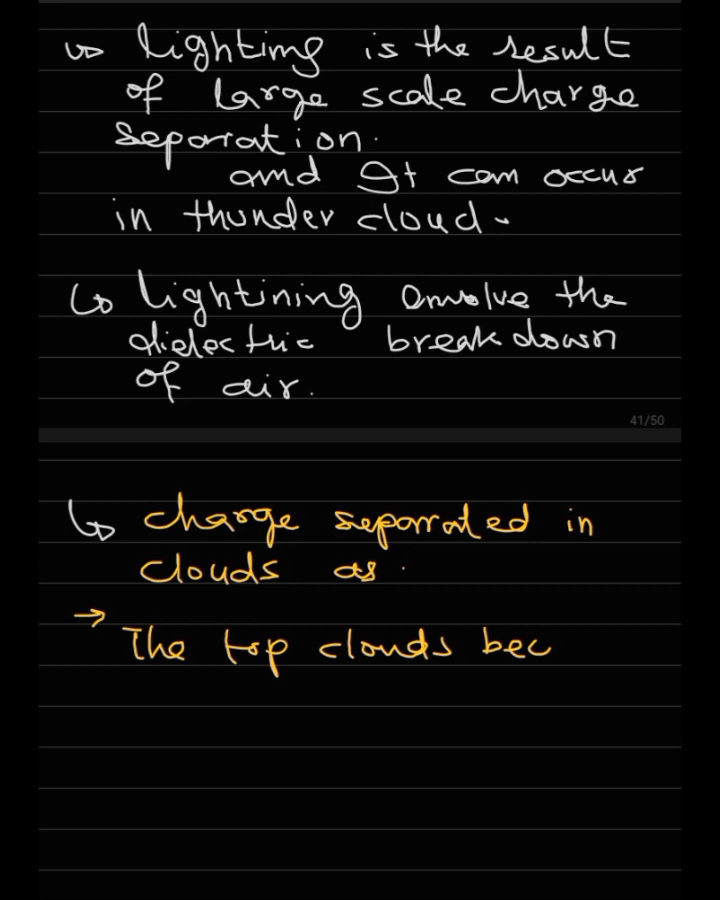 lighting is the result
of large scale charge
separation.
and It can occur
in thunder cloud.
lightining involve the
dielectric breakdown
of air.
41/50
charge separated in
clouds as.
→ The top clouds bec